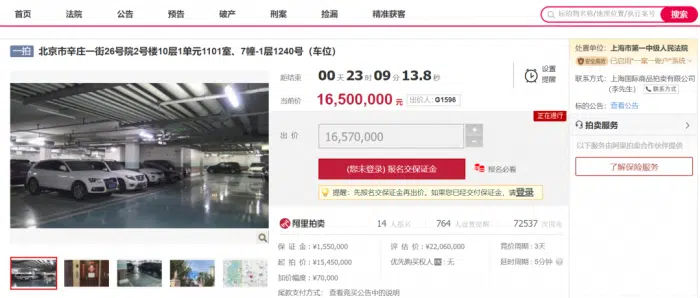 首页 法院 公告 预告 破产 刑案 捡漏 精准获客
搜索
一拍 北京市辛庄一街26号院2号楼10层1单元1101室、7幢-1层1240号（车位）
距结束 00 天 23 时 09 分 13.8 秒
设置提醒
当前价 16,500,000 元 出价人：G1596
正在进行
出 价 16,570,000 + -
(您未登录) 报名交保证金
报名必看
提醒：先报名交保证金再出价。如果您已经交付保证金，请登录
阿里拍卖 14 人报名 764 人设置提醒 72537 次围观
保 证 金：¥1,550,000 评 估 价：¥22,060,000 竞价周期：3天
起 拍 价：¥15,450,000 优先购买权人：无 延时周期：5分钟
加价幅度：¥70,000
尾款支付方式： 查看竞买公告中的说明
处置单位：上海市第一中级人民法院
已启用"一案一账户"系统
联系方式：上海国际商品拍卖有限公司
(李先生) 联系方式
标的公告：查看公告
拍卖服务
以下服务由阿里拍卖合作伙伴提供
了解保险服务